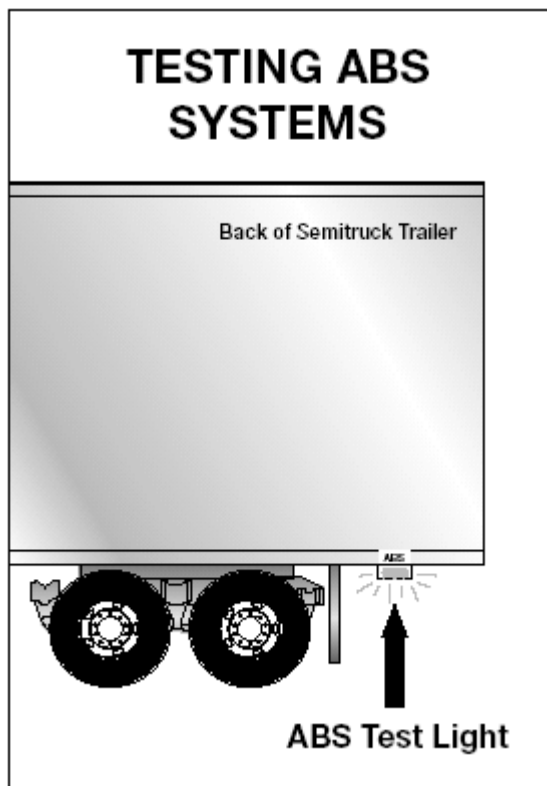 TESTING ABS
SYSTEMS
Back of Semitruck Trailer
ABS
ABS Test Light